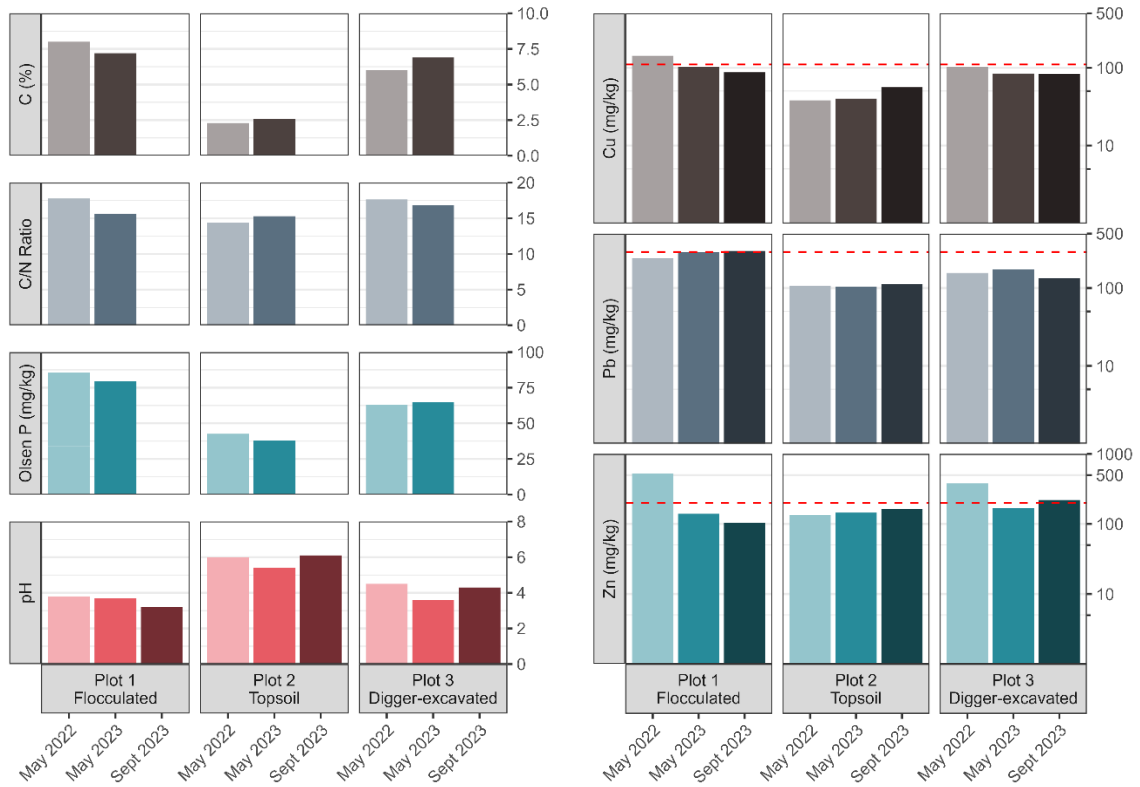 C (%)
10.0
7.5
5.0
2.5
0.0
C/N Ratio
20
15
10
5
0
Olsen P (mg/kg)
100
75
50
25
0
pH
8
6
4
2
0
Plot 1
Flocculated
Plot 2
Topsoil
Plot 3
Digger-excavated
May 2022
May 2023
Sept 2023
May 2022
May 2023
Sept 2023
May 2022
May 2023
Sept 2023
Cu (mg/kg)
500
100
10
Pb (mg/kg)
500
100
10
Zn (mg/kg)
1000
500
100
10
Plot 1
Flocculated
Plot 2
Topsoil
Plot 3
Digger-excavated
May 2022
May 2023
Sept 2023
May 2022
May 2023
Sept 2023
May 2022
May 2023
Sept 2023